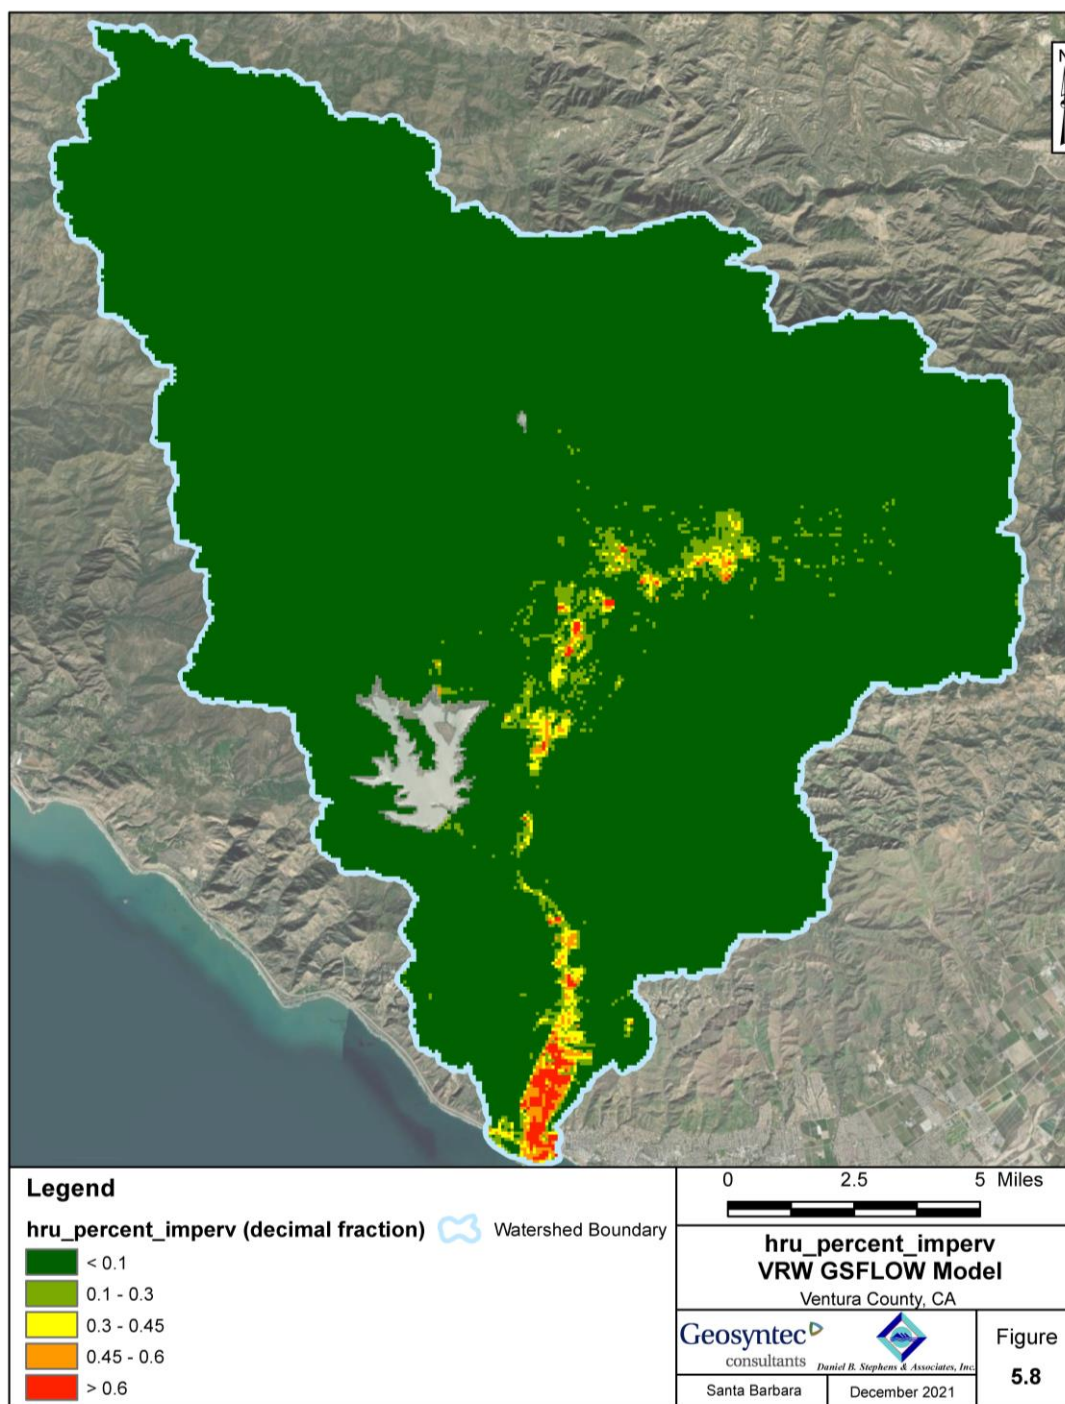 N
Legend
hru_percent_imperv (decimal fraction)
Watershed Boundary
< 0.1
0.1 - 0.3
0.3 - 0.45
0.45 - 0.6
> 0.6
0 2.5 5 Miles
hru_percent_imperv
VRW GSFLOW Model
Ventura County, CA
Geosyntec
consultants
Daniel B. Stephens & Associates, Inc.
Santa Barbara
December 2021
Figure
5.8